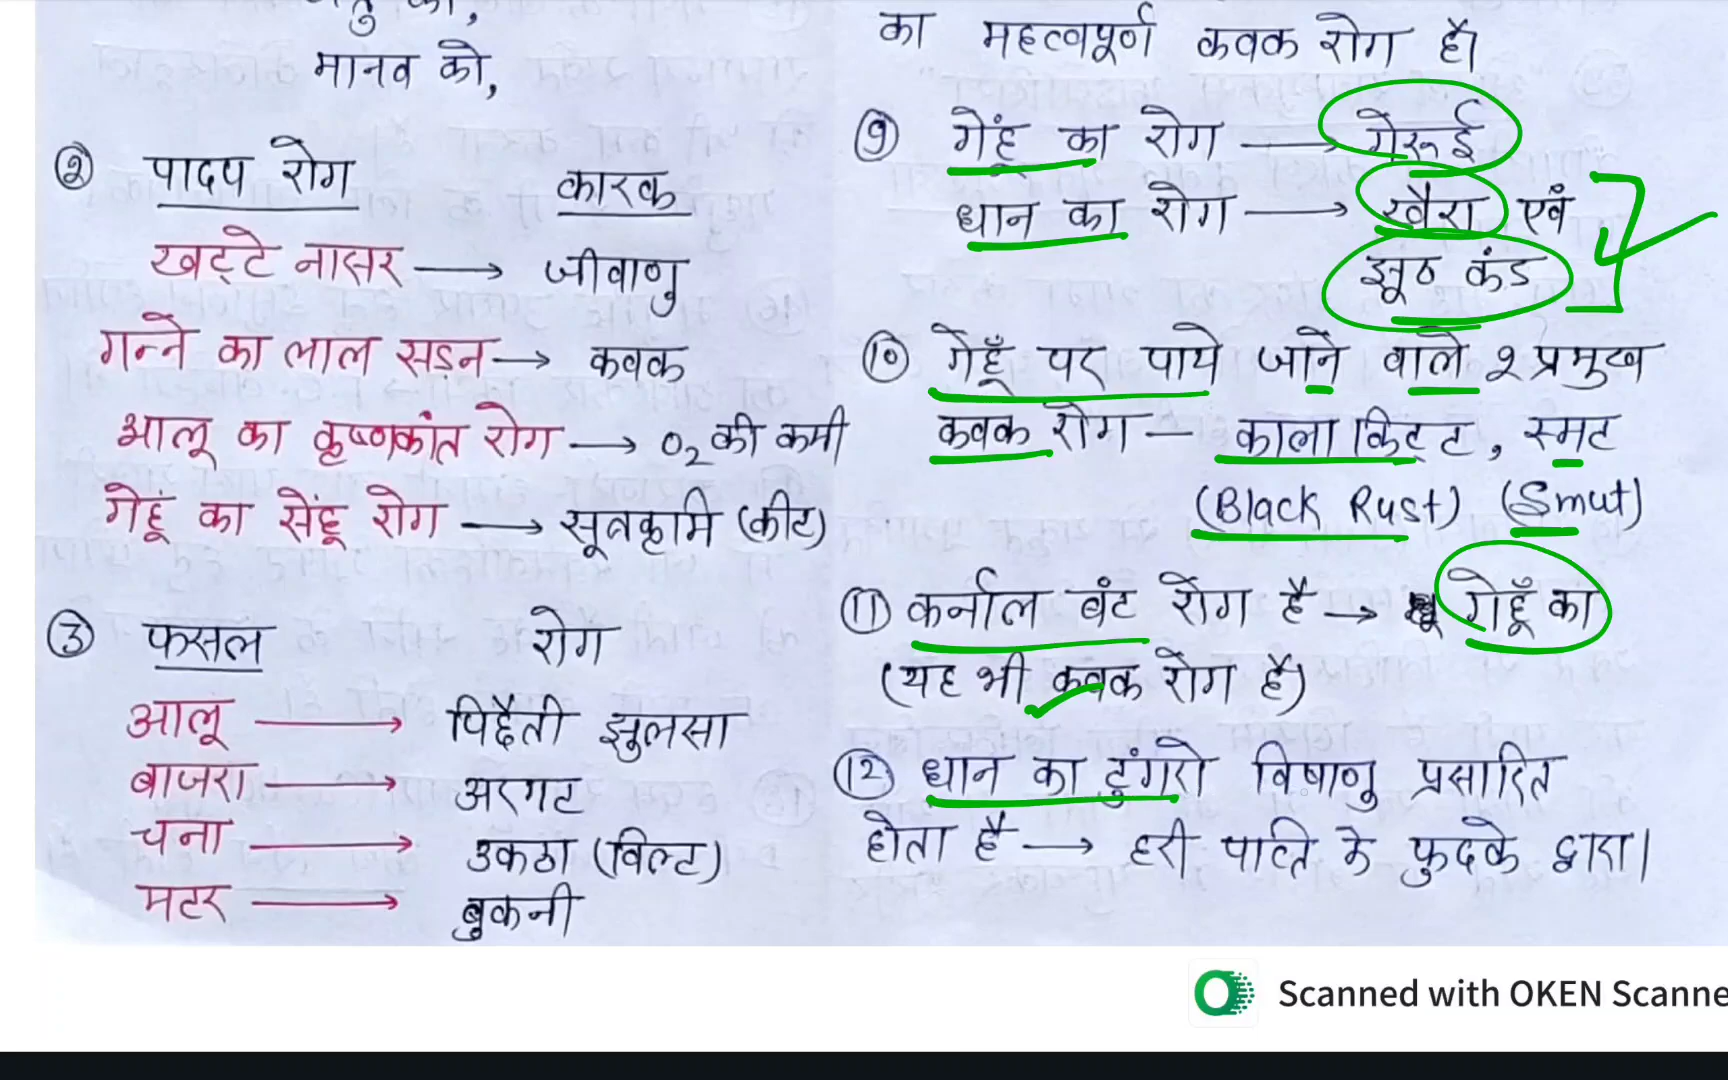 मानव को,
② पादप रोग कारक
खट्टे नासर → जीवाणु
गन्ने का लाल सड़न → कवक
आलू का कृष्णकांत रोग → O₂ की कमी
गेहूं का सेंहू रोग → सूत्रकृमि (कीट)
③ फसल रोग
आलू → पिछैती झुलसा
बाजरा → अरगट
चना → उकठा (विल्ट)
मटर → बुकनी
का महत्वपूर्ण कवक रोग है।
⑨ गेहूं का रोग → गेरूई
धान का रोग → खैरा एवं
झूठ कंड
⑩ गेहूँ पर पाये जाने वाले २ प्रमुख
कवक रोग – काला किट्ट, स्मट
(Black Rust) (Smut)
⑪ कर्नाल बंट रोग है → गेहूँ का
(यह भी कवक रोग है)
⑫ धान का टुंगरो विषाणु प्रसारित
होता है → हरी पत्ति के फुदके द्वारा।
Scanned with OKEN Scanne